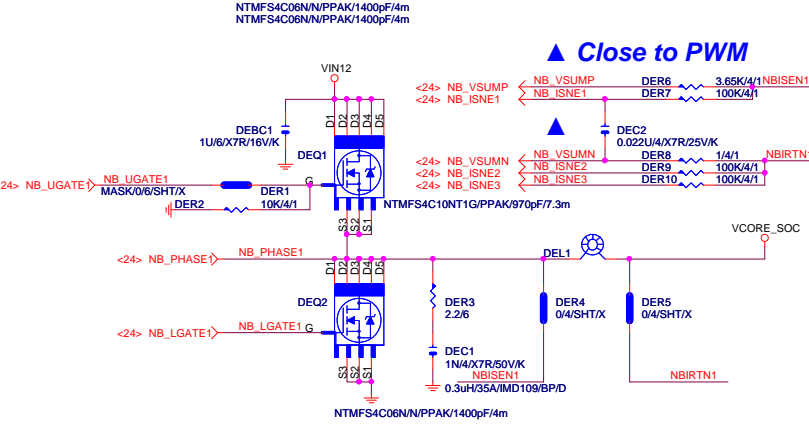 NTMFS4C06N/N/PPAK/1400pF/4m
NTMFS4C06N/N/PPAK/1400pF/4m
▲ Close to PWM
VIN12
<24> NB_VSUMP NB_VSUMP DER6 3.65K/4/1 NBISEN1
<24> NB_ISNE1 NB_ISNE1 DER7 100K/4/1
D1 D2 D3 D4 D5
DEBC1
1U/6/X7R/16V/K
▲
DEC2
0.022U/4/X7R/25V/K
DEQ1
<24> NB_VSUMN NB_VSUMN DER8 1/4/1 NBIRTN1
<24> NB_ISNE2 NB_ISNE2 DER9 100K/4/1
<24> NB_ISNE3 NB_ISNE3 DER10 100K/4/1
24> NB_UGATE1 NB_UGATE1 G
MASK/0/6/SHT/X DER1
DER2 10K/4/1
NTMFS4C10NT1G/PPAK/970pF/7.3m
S3 S2 S1
VCORE_SOC
<24> NB_PHASE1 NB_PHASE1
DEL1
D1 D2 D3 D4 D5
DEQ2
DER3
2.2/6
DER4
0/4/SHT/X
DER5
0/4/SHT/X
<24> NB_LGATE1 NB_LGATE1 G
DEC1
1N/4/X7R/50V/K
S3 S2 S1
NBISEN1
NBIRTN1
0.3uH/35A/IMD109/BP/D
NTMFS4C06N/N/PPAK/1400pF/4m